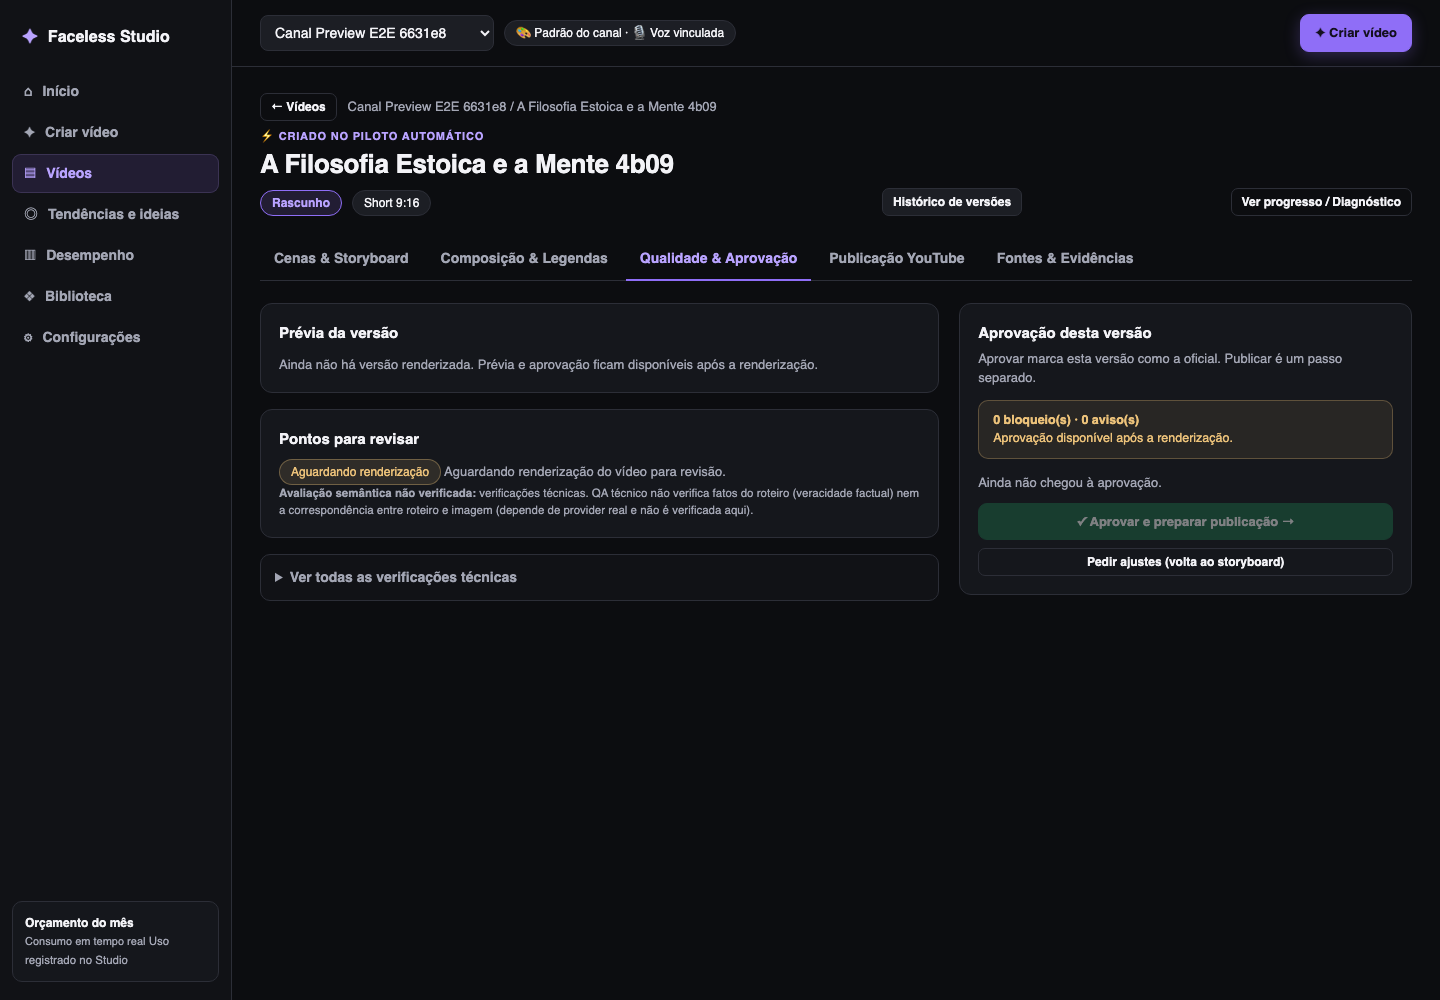 Faceless Studio
Início
Criar vídeo
Vídeos
Tendências e ideias
Desempenho
Biblioteca
Configurações
Orçamento do mês
Consumo em tempo real Uso
registrado no Studio
Canal Preview E2E 6631e8
Padrão do canal · Voz vinculada
Criar vídeo
← Vídeos
Canal Preview E2E 6631e8 / A Filosofia Estoica e a Mente 4b09
CRIADO NO PILOTO AUTOMÁTICO
A Filosofia Estoica e a Mente 4b09
Rascunho
Short 9:16
Histórico de versões
Ver progresso / Diagnóstico
Cenas & Storyboard
Composição & Legendas
Qualidade & Aprovação
Publicação YouTube
Fontes & Evidências
Prévia da versão
Ainda não há versão renderizada. Prévia e aprovação ficam disponíveis após a renderização.
Pontos para revisar
Aguardando renderização Aguardando renderização do vídeo para revisão.
Avaliação semântica não verificada: verificações técnicas. QA técnico não verifica fatos do roteiro (veracidade factual) nem
a correspondência entre roteiro e imagem (depende de provider real e não é verificada aqui).
Ver todas as verificações técnicas
Aprovação desta versão
Aprovar marca esta versão como a oficial. Publicar é um passo
separado.
0 bloqueio(s) · 0 aviso(s)
Aprovação disponível após a renderização.
Ainda não chegou à aprovação.
✓ Aprovar e preparar publicação →
Pedir ajustes (volta ao storyboard)